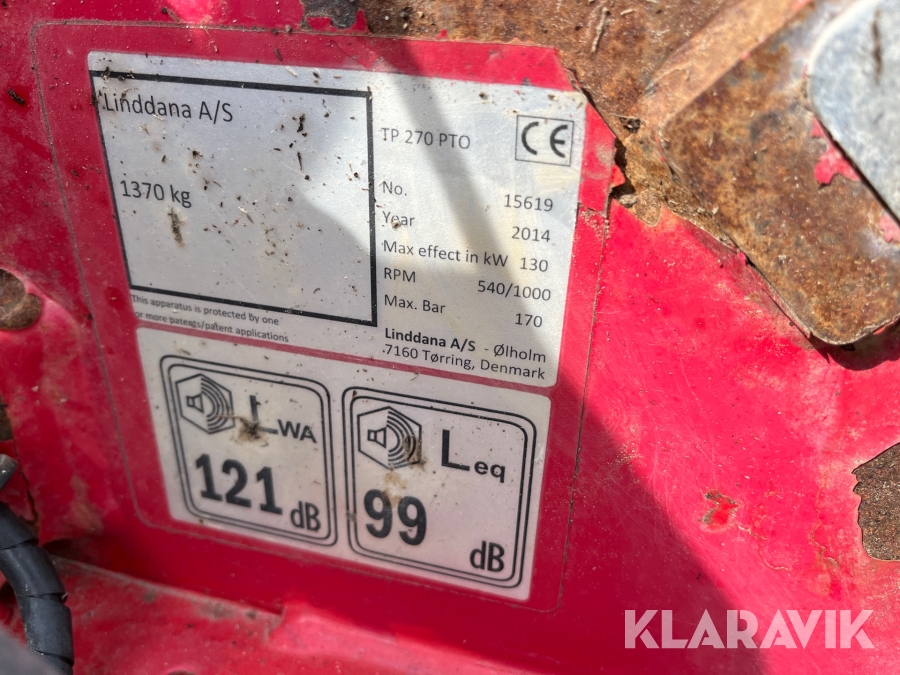 Linddana A/S
1370 kg
This apparatus is protected by one
or more patents/patent applications
TP 270 PTO CE
No. 15619
Year 2014
Max effect in kW 130
RPM 540/1000
Max. Bar 170
Linddana A/S - Ølholm
7160 Tørring, Denmark
LWA
121 dB
Leq
99 dB
KLARAVIK